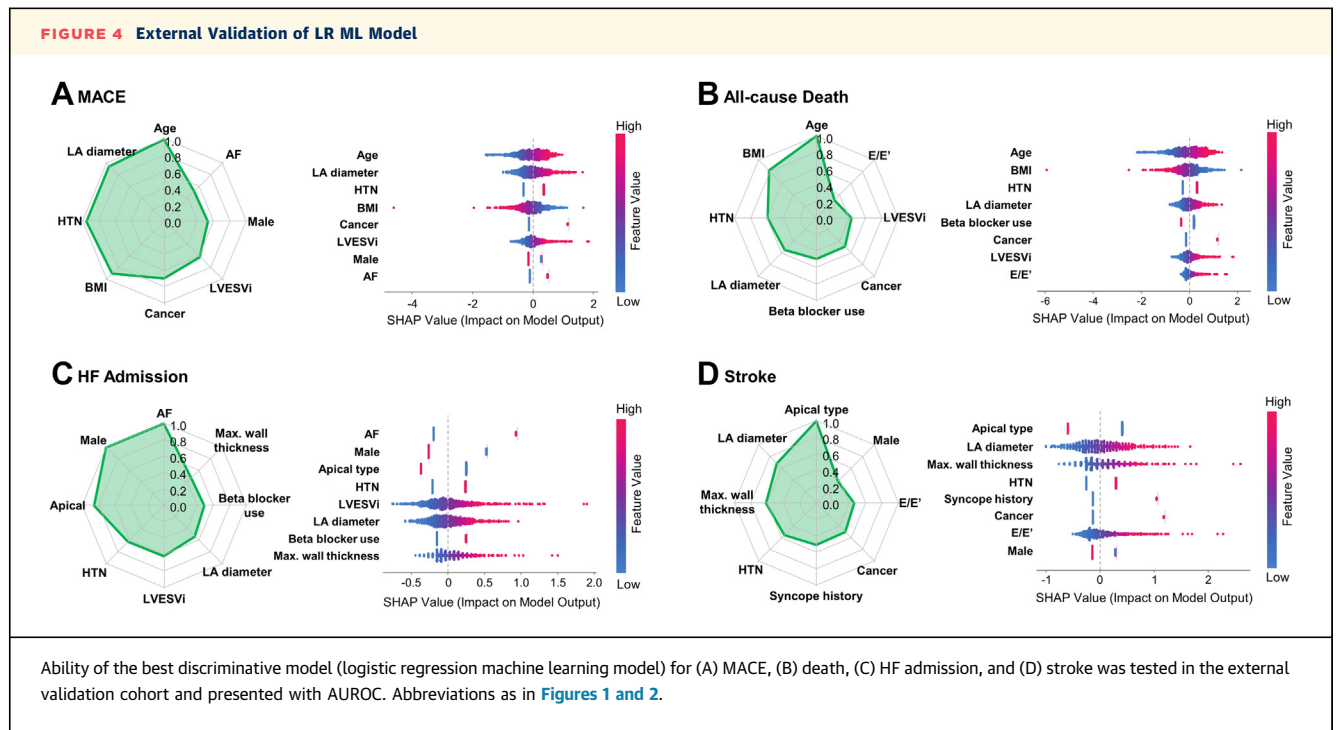 FIGURE 4 External Validation of LR ML Model
A MACE
Age
1.0
0.8
0.6
0.4
0.2
0.0
AF
Male
LVESVi
Cancer
BMI
HTN
LA diameter
Age
LA diameter
HTN
BMI
Cancer
LVESVi
Male
AF
-4 -2 0 2
SHAP Value (Impact on Model Output)
High
Feature Value
Low
B All-cause Death
Age
1.0
0.8
0.6
0.4
0.2
0.0
E/E'
LVESVi
Cancer
Beta blocker use
LA diameter
HTN
BMI
Age
BMI
HTN
LA diameter
Beta blocker use
Cancer
LVESVi
E/E'
-6 -4 -2 0 2
SHAP Value (Impact on Model Output)
High
Feature Value
Low
C HF Admission
AF
1.0
0.8
0.6
0.4
0.2
0.0
Max. wall
thickness
Beta blocker
use
LA diameter
LVESVi
HTN
Apical
Male
AF
Male
Apical type
HTN
LVESVi
LA diameter
Beta blocker use
Max. wall thickness
-0.5 0 0.5 1.0 1.5 2.0
SHAP Value (Impact on Model Output)
High
Feature Value
Low
D Stroke
Apical type
1.0
0.8
0.6
0.4
0.2
0.0
Male
E/E'
Cancer
Syncope history
HTN
Max. wall
thickness
LA diameter
Apical type
LA diameter
Max. wall thickness
HTN
Syncope history
Cancer
E/E'
Male
-1 0 1 2
SHAP Value (Impact on Model Output)
High
Feature Value
Low
Ability of the best discriminative model (logistic regression machine learning model) for (A) MACE, (B) death, (C) HF admission, and (D) stroke was tested in the external
validation cohort and presented with AUROC. Abbreviations as in Figures 1 and 2.